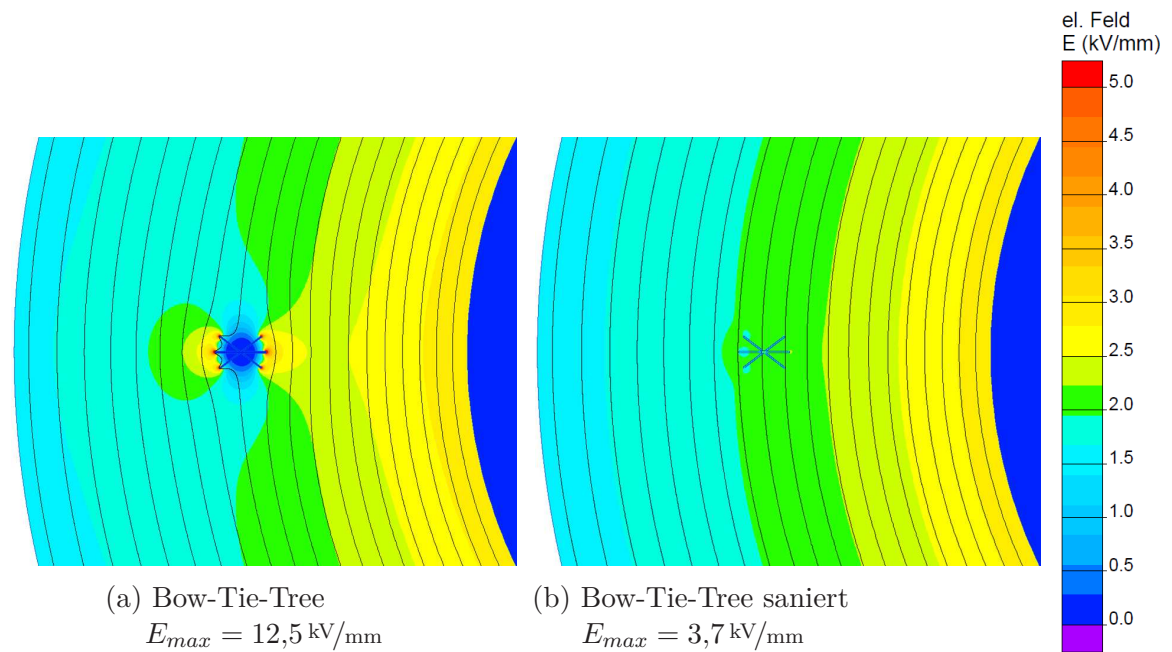 el. Feld
E (kV/mm)
5.0
4.5
4.0
3.5
3.0
2.5
2.0
1.5
1.0
0.5
0.0
(a) Bow-Tie-Tree
E_max = 12,5 kV/mm
(b) Bow-Tie-Tree saniert
E_max = 3,7 kV/mm